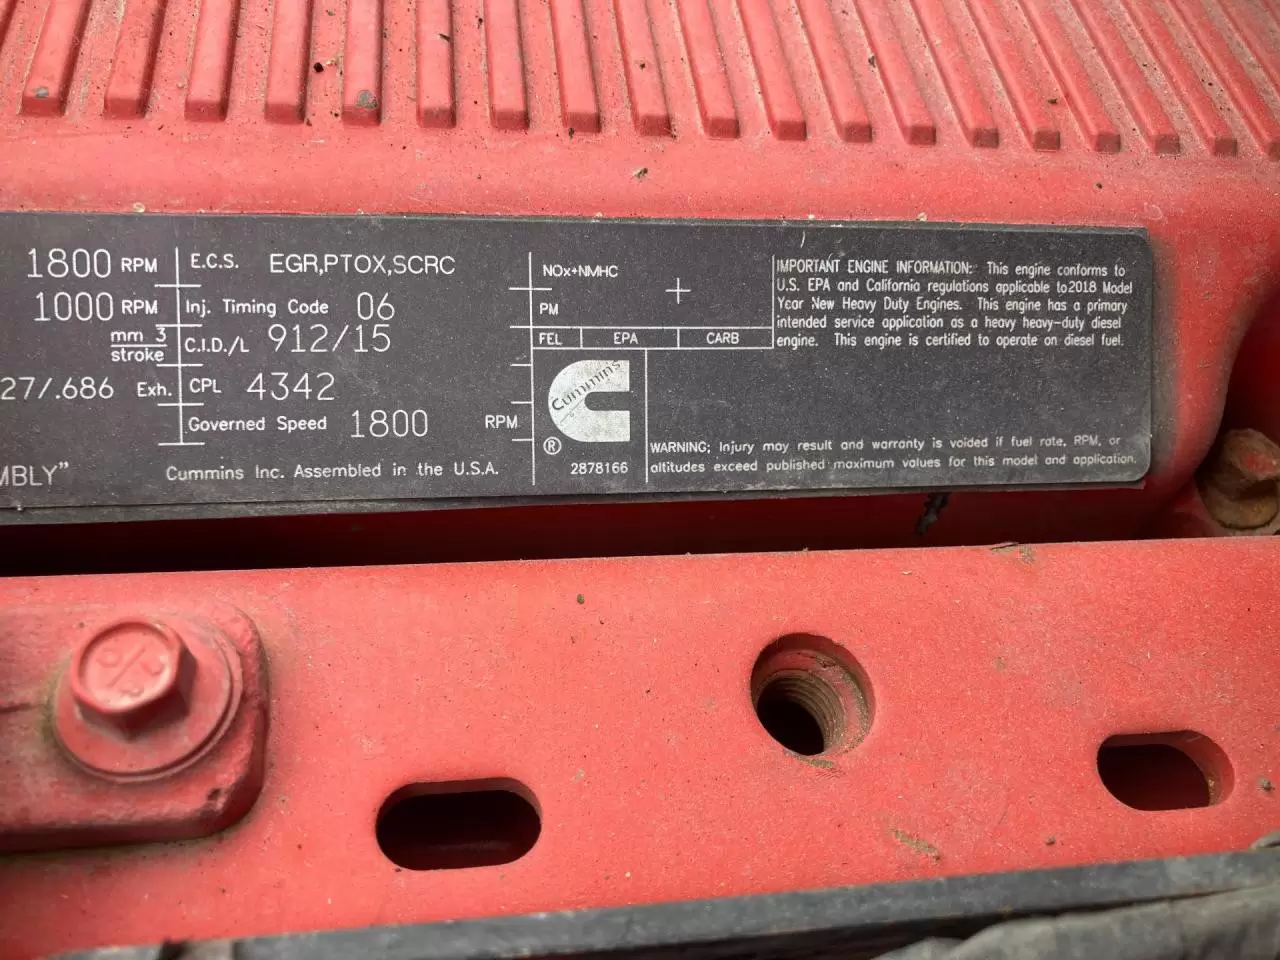 1800 RPM
1000 RPM
mm 3
stroke
27/.686 Exh.
MBLY"
E.C.S. EGR,PTOX,SCRC
Inj. Timing Code 06
C.I.D./L 912/15
CPL 4342
Governed Speed 1800 RPM
Cummins Inc. Assembled in the U.S.A.
NOx+NMHC
PM
FEL EPA CARB
Cummins
®
2878166
IMPORTANT ENGINE INFORMATION: This engine conforms to
U.S. EPA and California regulations applicable to2018 Model
Year New Heavy Duty Engines. This engine has a primary
intended service application as a heavy heavy-duty diesel
engine. This engine is certified to operate on diesel fuel.
WARNING; Injury may result and warranty is voided if fuel rate, RPM, or
altitudes exceed published maximum values for this model and application.